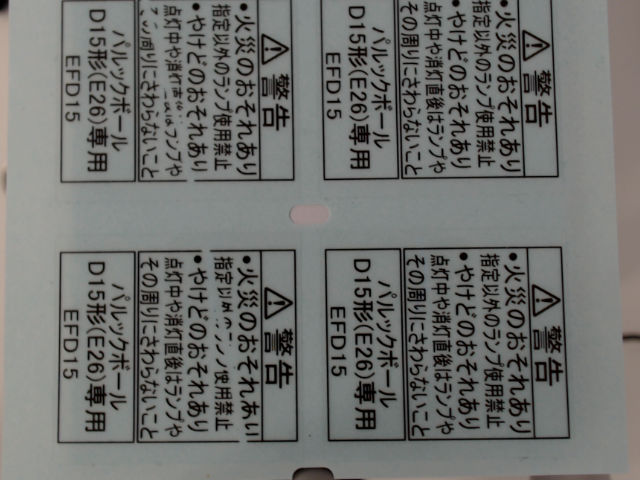 ⚠警告
•火災のおそれあり
指定以外のランプ使用禁止
•やけどのおそれあり
点灯中や消灯直後はランプや
その周りにさわらないこと
パルックボール
D15形(E26)専用
EFD15
⚠警告
•火災のおそれあり
指定以外のランプ使用禁止
•やけどのおそれあり
点灯中や消灯直後はランプや
その周りにさわらないこと
パルックボール
D15形(E26)専用
EFD15
⚠警告
•火災のおそれあり
指定以外のランプ使用禁止
•やけどのおそれあり
点灯中や消灯直 ランプや
の周りにさわらないこと
パルックボール
D15形(E26)専用
EFD15
⚠警告
•火災のおそれあい
指定以外の ンプ使用禁止
•やけどのおそれあり
点灯中や消灯直後はランプや
その周りにさわらないこと
パルックボール
D15形(E26)専用
EFD15